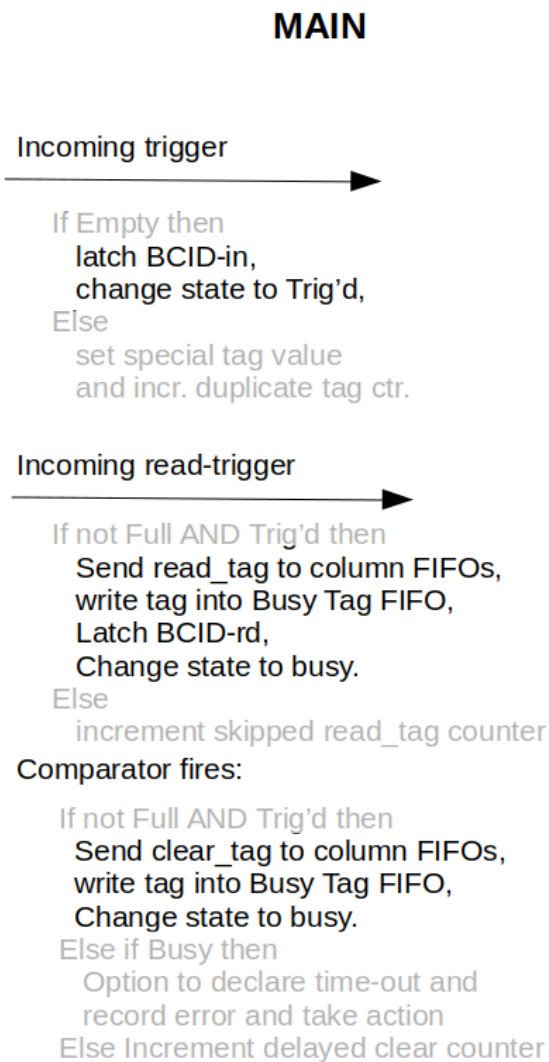 MAIN
Incoming trigger
If Empty then
latch BCID-in,
change state to Trig’d,
Else
set special tag value
and incr. duplicate tag ctr.
Incoming read-trigger
If not Full AND Trig’d then
Send read_tag to column FIFOs,
write tag into Busy Tag FIFO,
Latch BCID-rd,
Change state to busy.
Else
increment skipped read_tag counter
Comparator fires:
If not Full AND Trig’d then
Send clear_tag to column FIFOs,
write tag into Busy Tag FIFO,
Change state to busy.
Else if Busy then
Option to declare time-out and
record error and take action
Else Increment delayed clear counter